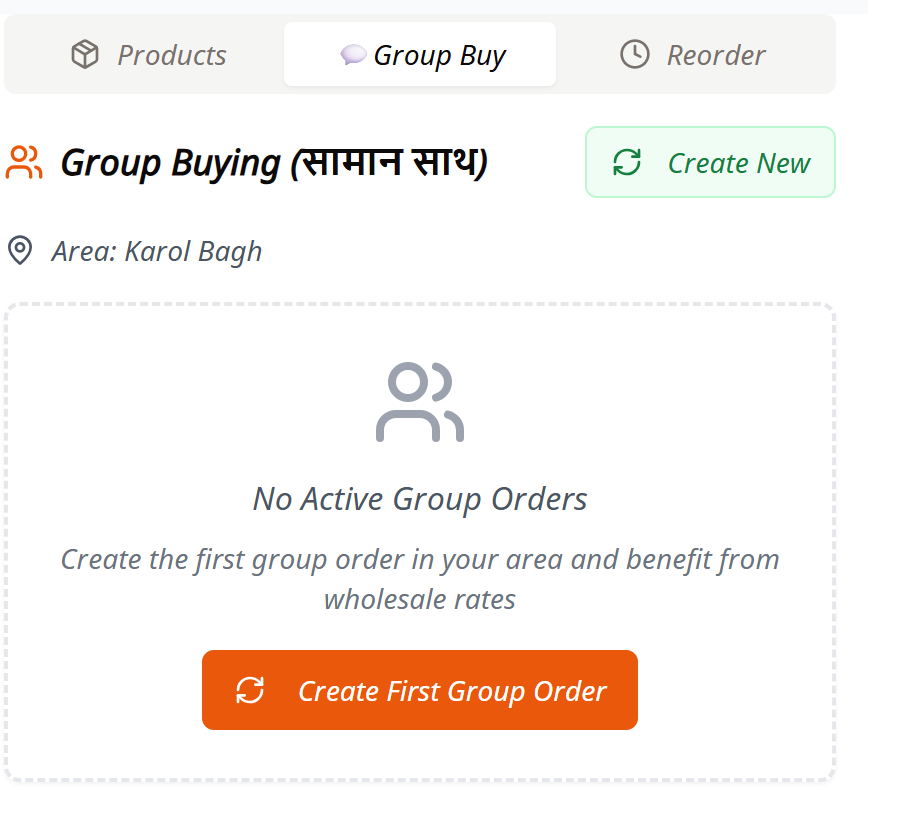 Products
Group Buy
Reorder
Group Buying (सामान साथ)
Create New
Area: Karol Bagh
No Active Group Orders
Create the first group order in your area and benefit from
wholesale rates
Create First Group Order